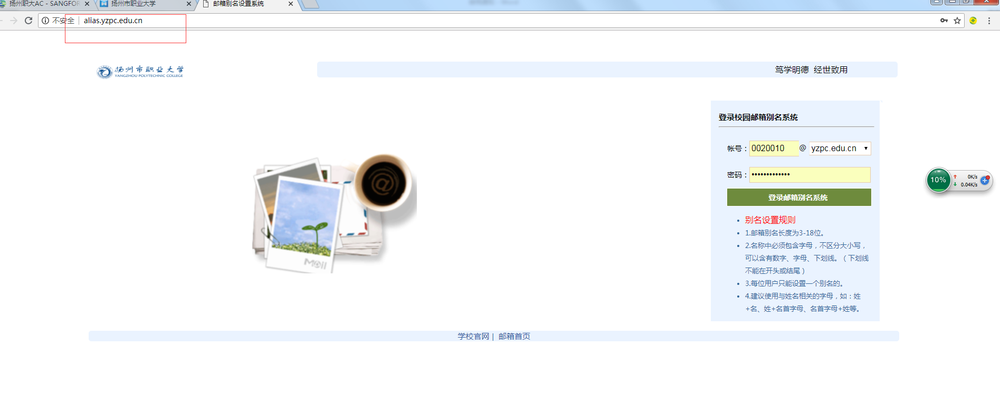 扬州职大AC - SANGFOR
扬州市职业大学
邮箱别名设置系统
不安全
alias.yzpc.edu.cn
扬州市职业大学
YANGZHOU POLYTECHNIC COLLEGE
笃学明德 经世致用
登录校园邮箱别名系统
帐号：0020010@ yzpc.edu.cn
密码：•••••••••••••
登录邮箱别名系统
别名设置规则
1.邮箱别名长度为3-18位。
2.名称中必须包含字母，不区分大小写，
可以含有数字、字母、下划线。（下划线
不能在开头或结尾）
3.每位用户只能设置一个别名的。
4.建议使用与姓名相关的字母，如：姓
+名、姓+名首字母、名首字母+姓等。
10%
0K/s
0.04K/s
@
Mail
学校官网 | 邮箱首页